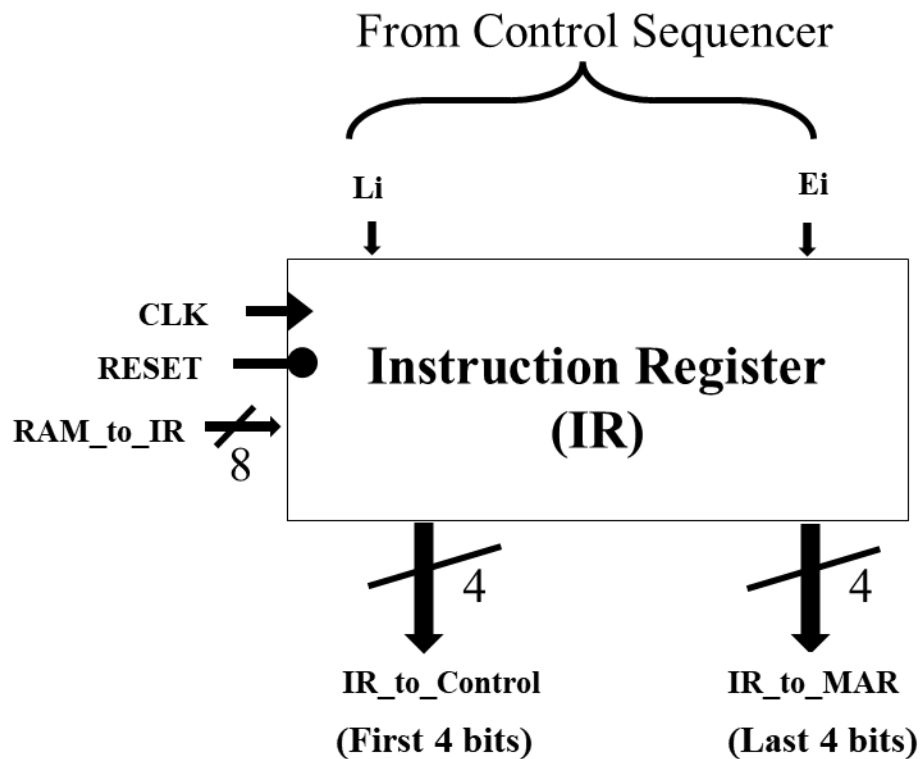 From Control Sequencer
Li
Ei
CLK
RESET
RAM_to_IR
8
Instruction Register
(IR)
4
4
IR_to_Control
(First 4 bits)
IR_to_MAR
(Last 4 bits)